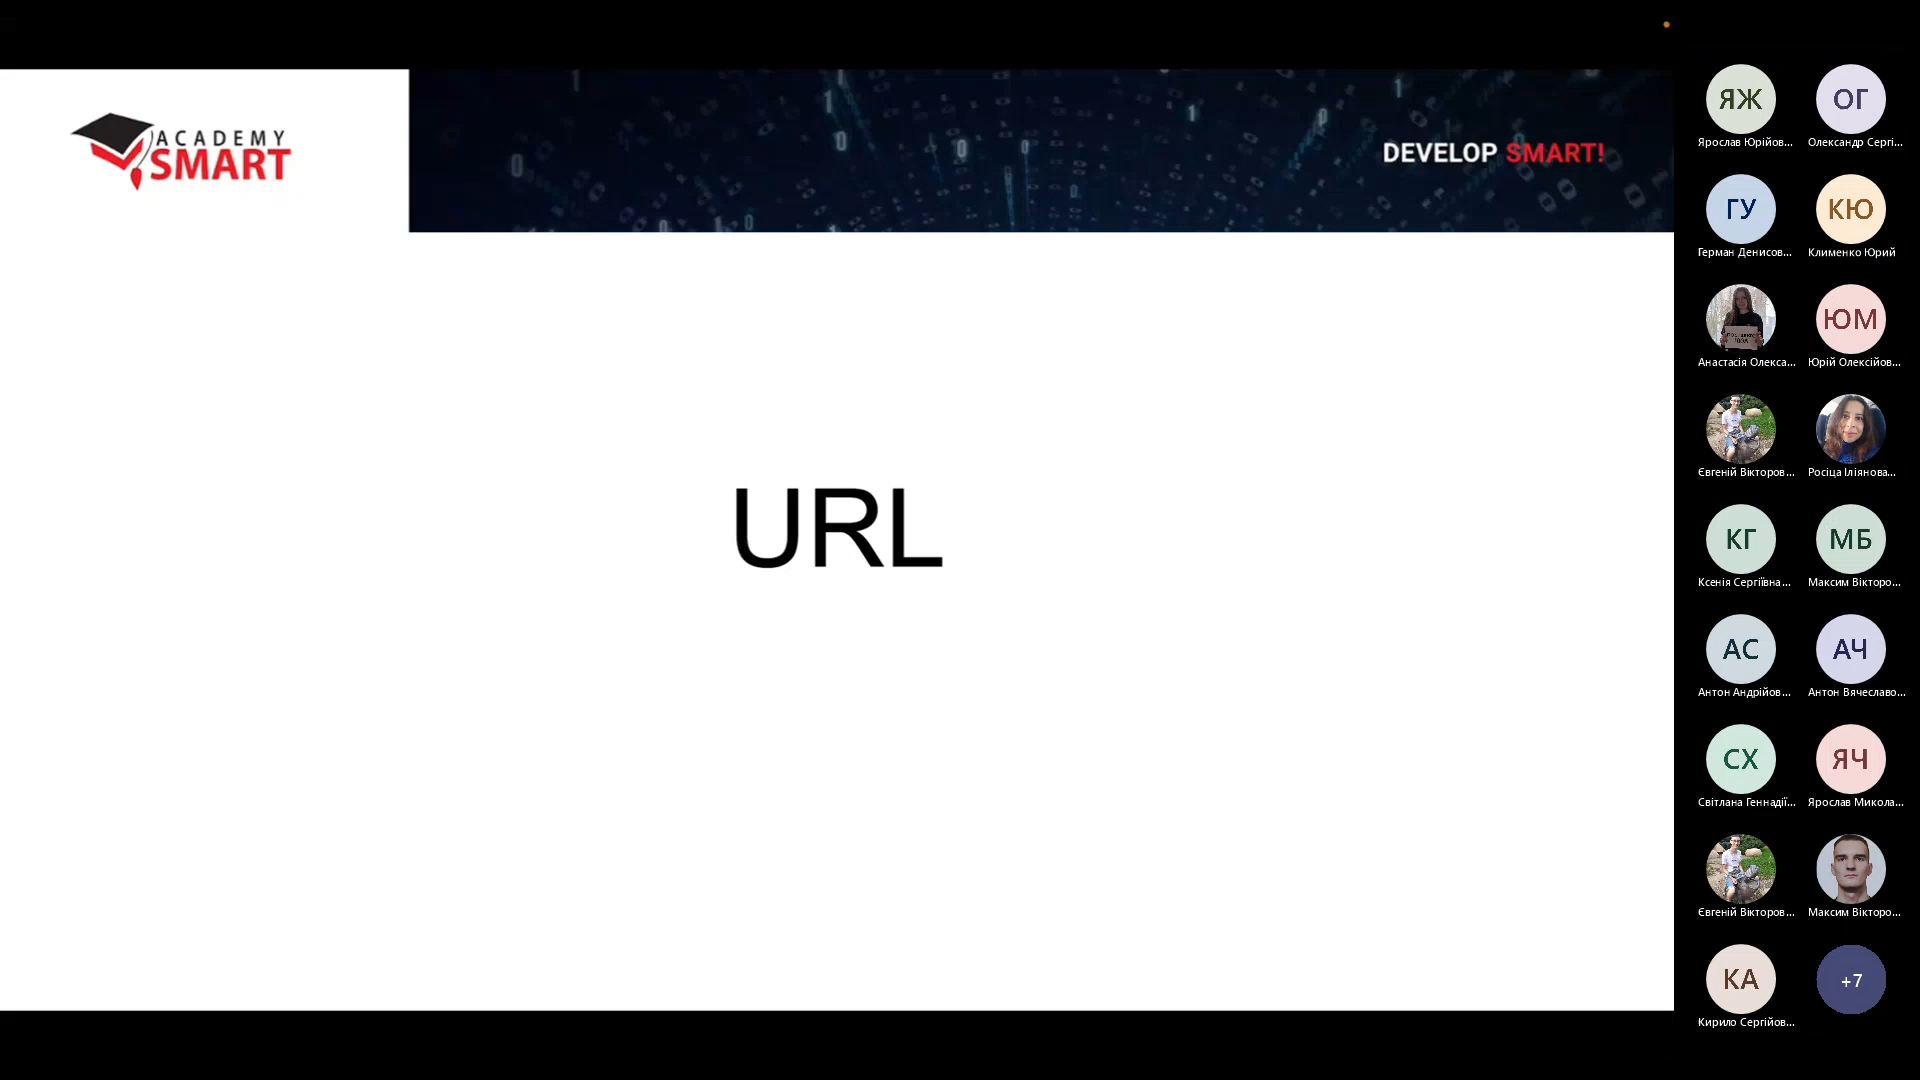 ACADEMY
SMART
DEVELOP SMART!
URL
ЯЖ
ОГ
Ярослав Юрійов...
Олександр Сергі...
ГУ
КЮ
Герман Денисов...
Клименко Юрий
ЮМ
Анастасія Олекса...
Юрій Олексійов...
Євгеній Вікторов...
Росіца Іліянова...
КГ
МБ
Ксенія Сергіївна...
Максим Вікторо...
АС
АЧ
Антон Андрійов...
Антон Вячеславо...
СХ
ЯЧ
Світлана Геннадії...
Ярослав Микола...
Євгеній Вікторов...
Максим Вікторо...
КА
+7
Кирило Сергійов...